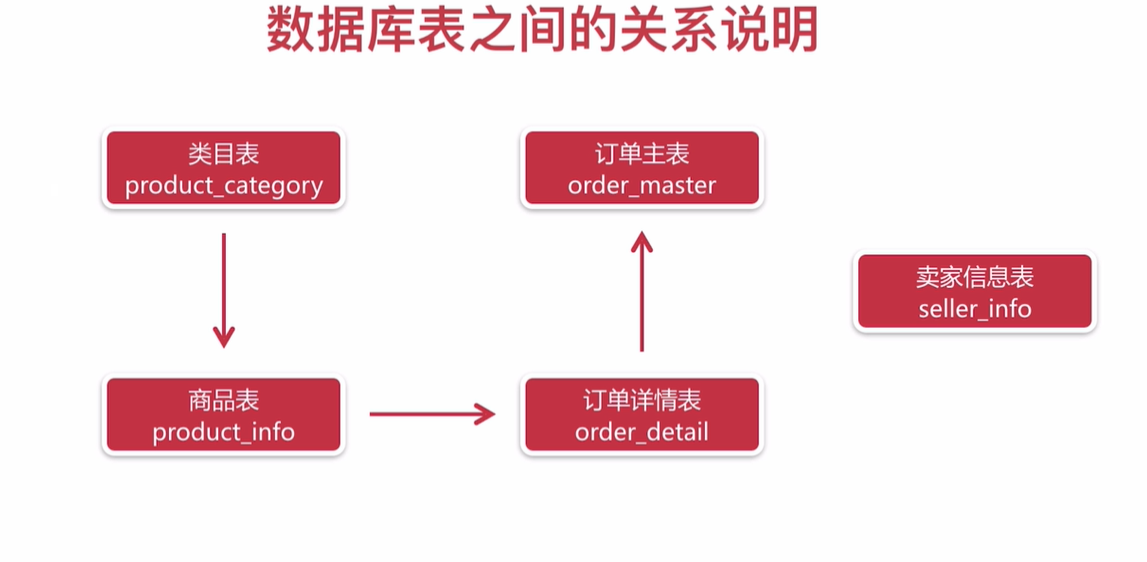 数据库表之间的关系说明
类目表
product_category
订单主表
order_master
卖家信息表
seller_info
商品表
product_info
订单详情表
order_detail